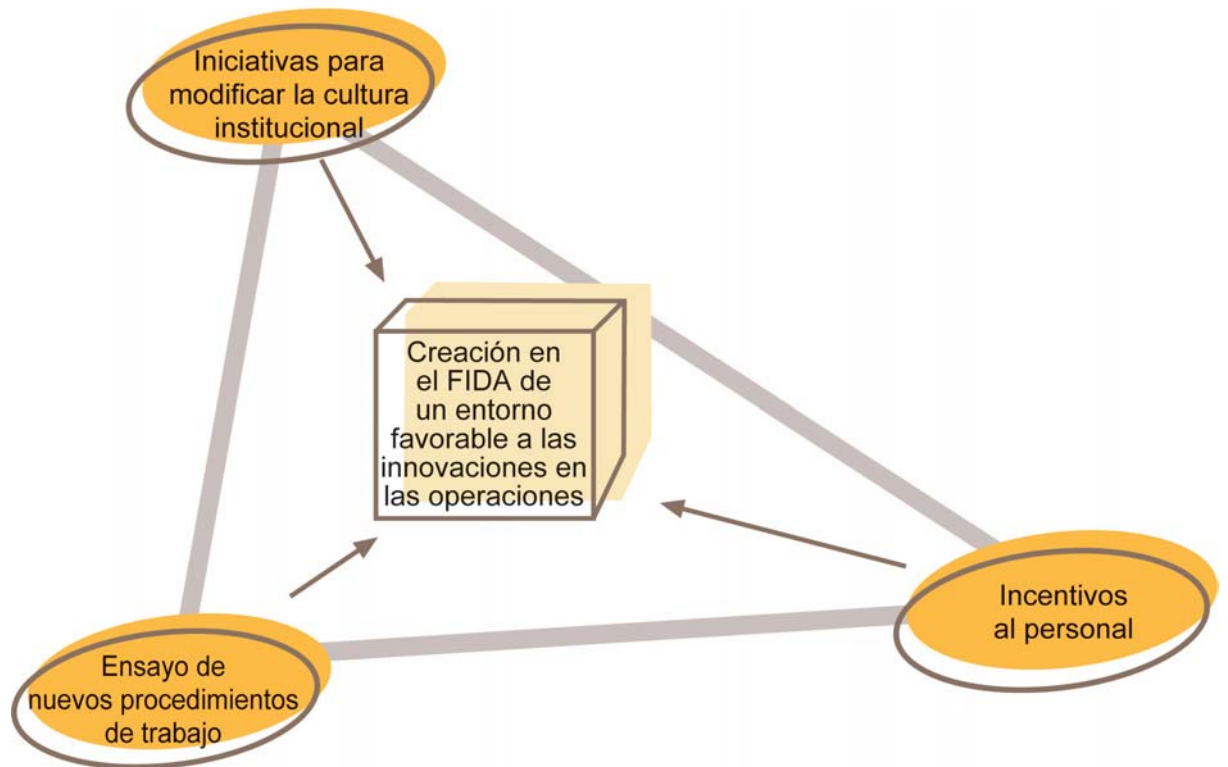 Iniciativas para
modificar la cultura
institucional
Creación en
el FIDA de
un entorno
favorable a las
innovaciones en
las operaciones
Incentivos
al personal
Ensayo de
nuevos procedimientos
de trabajo